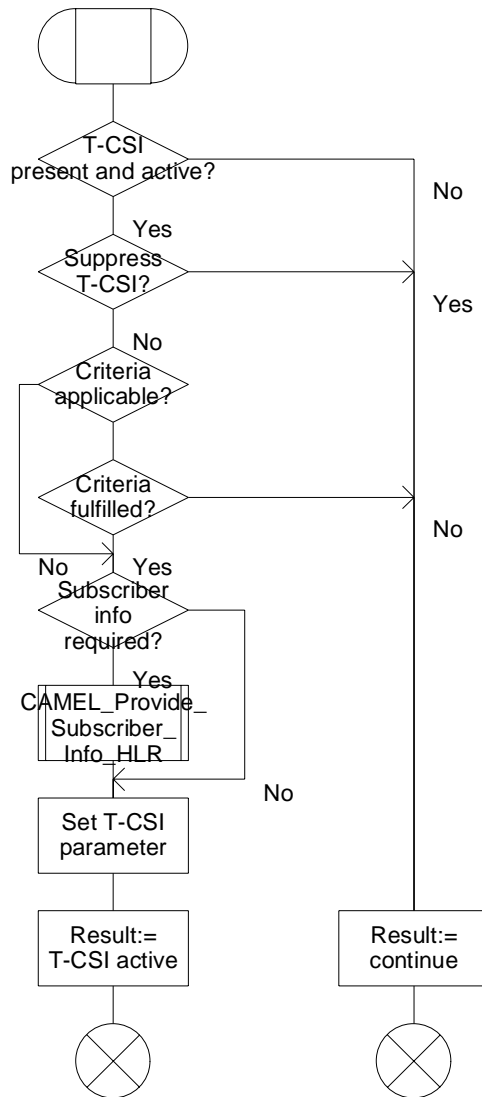 T-CSI
present and active?
No
Yes
Suppress
T-CSI?
Yes
No
Criteria
applicable?
Criteria
fulfilled?
No
No
Yes
Subscriber
info
required?
Yes
CAMEL_Provide_
Subscriber_
Info_HLR
No
Set T-CSI
parameter
Result:=
T-CSI active
Result:=
continue